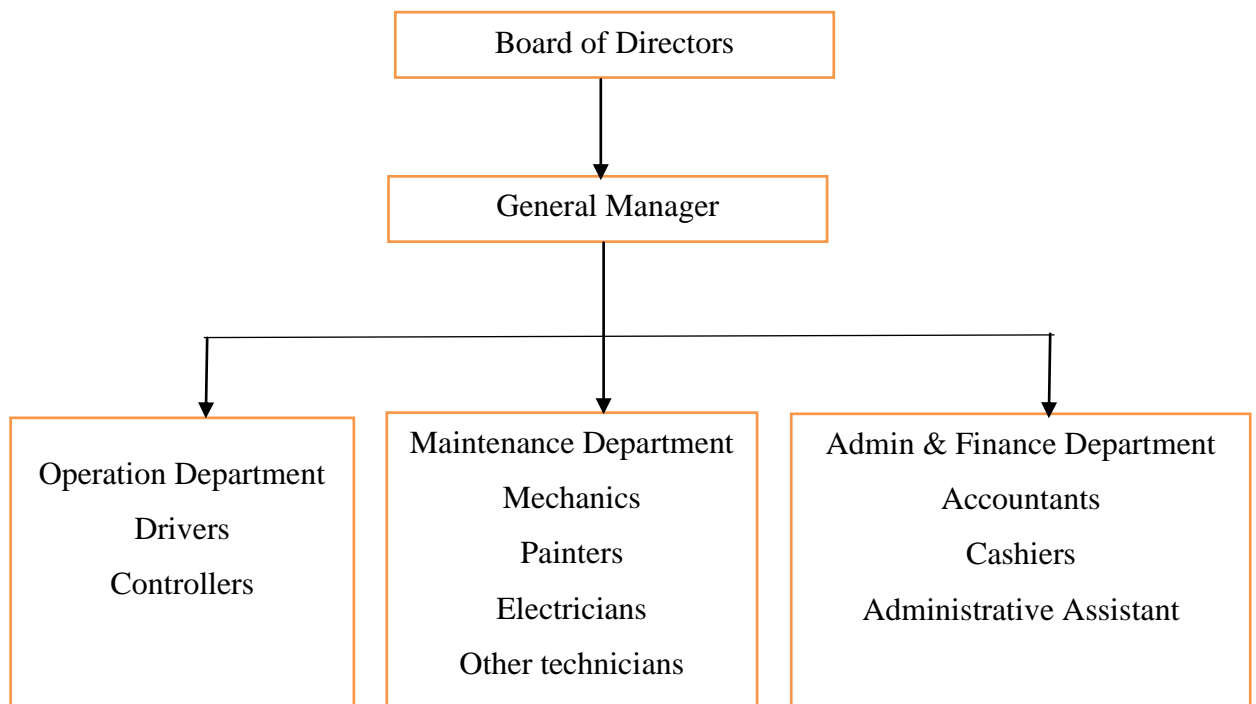 Board of Directors
General Manager
Operation Department
Drivers
Controllers
Maintenance Department
Mechanics
Painters
Electricians
Other technicians
Admin & Finance Department
Accountants
Cashiers
Administrative Assistant